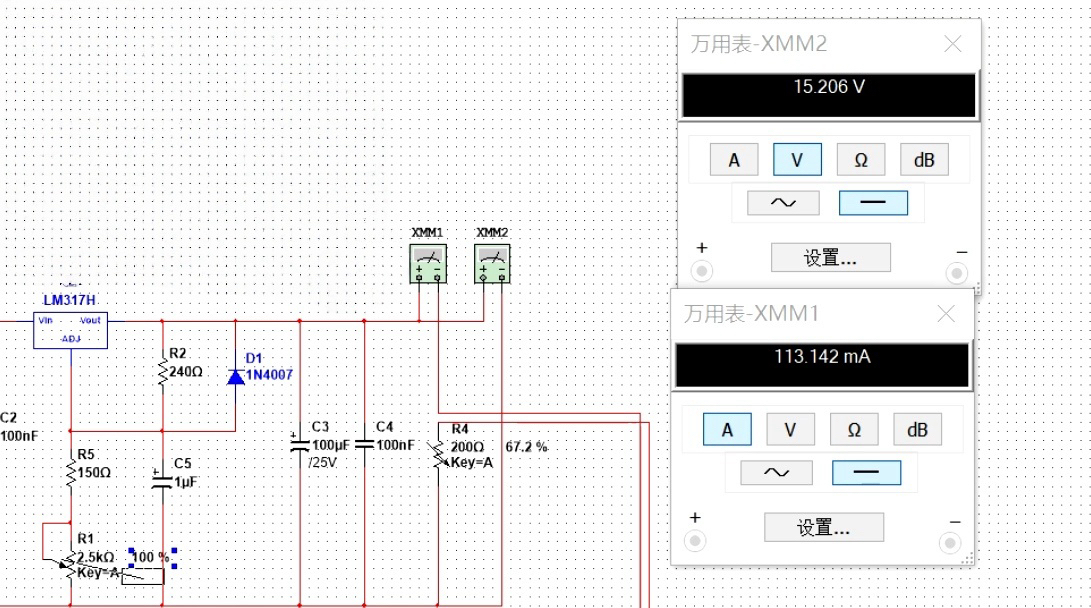 万用表-XMM2
15.206 V
A V Ω dB
+ 设置... −
万用表-XMM1
113.142 mA
A V Ω dB
+ 设置... −
XMM1 XMM2
LM317H
Vin Vout
ADJ
R2
240Ω
D1
1N4007
C2
100nF
R5
150Ω
C5
1µF
C3
100µF
/25V
C4
100nF
R4
200Ω 67.2 %
Key=A
R1
2.5kΩ 100 %
Key=A